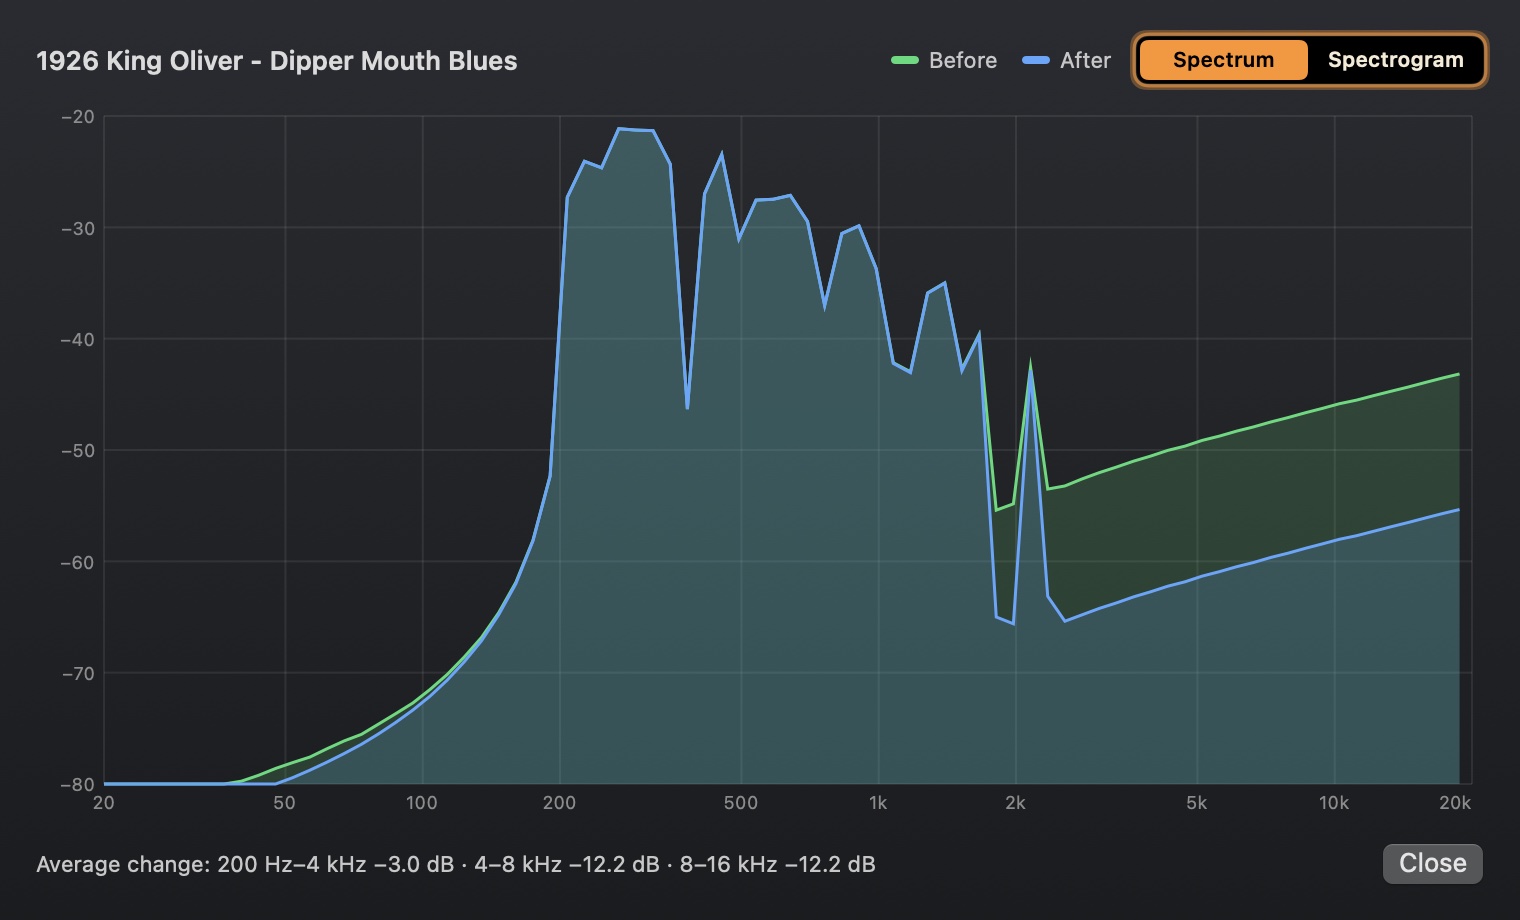 1926 King Oliver - Dipper Mouth Blues
Before After Spectrum Spectrogram
−20
−30
−40
−50
−60
−70
−80
20 50 100 200 500 1k 2k 5k 10k 20k
Average change: 200 Hz–4 kHz −3.0 dB · 4–8 kHz −12.2 dB · 8–16 kHz −12.2 dB
Close